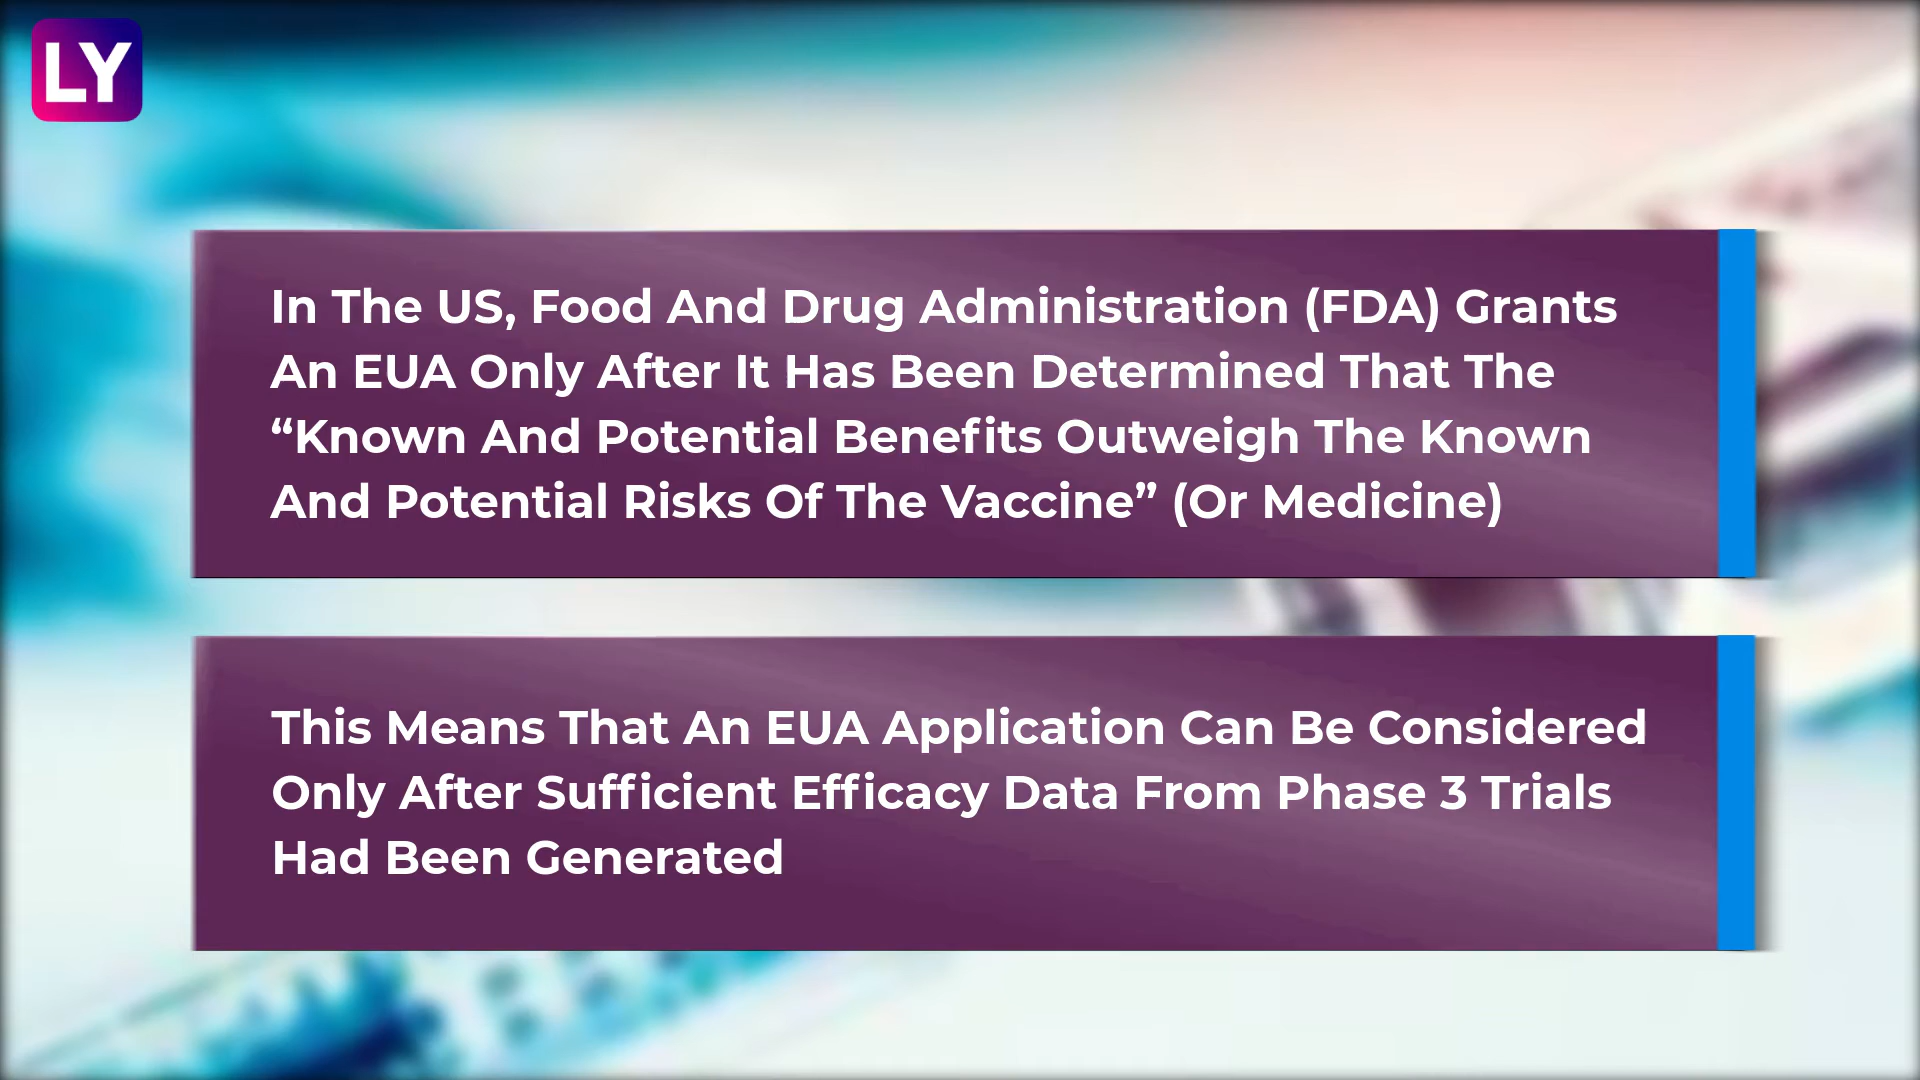 LY
In The US, Food And Drug Administration (FDA) Grants
An EUA Only After It Has Been Determined That The
“Known And Potential Benefits Outweigh The Known
And Potential Risks Of The Vaccine” (Or Medicine)
This Means That An EUA Application Can Be Considered
Only After Sufficient Efficacy Data From Phase 3 Trials
Had Been Generated